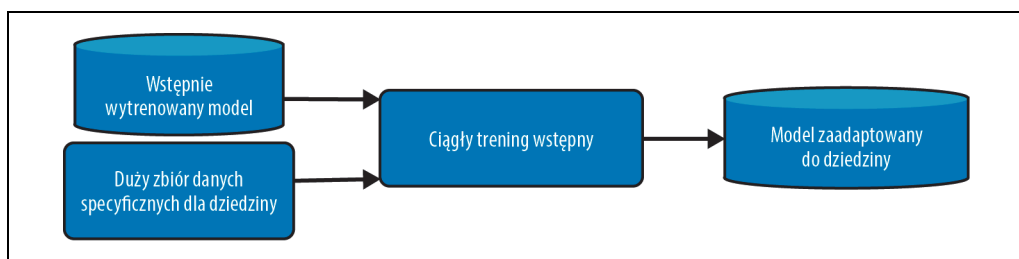 Wstępnie
wytrenowany model
Duży zbiór danych
specyficznych dla dziedziny
Ciągły trening wstępny
Model zaadaptowany
do dziedziny